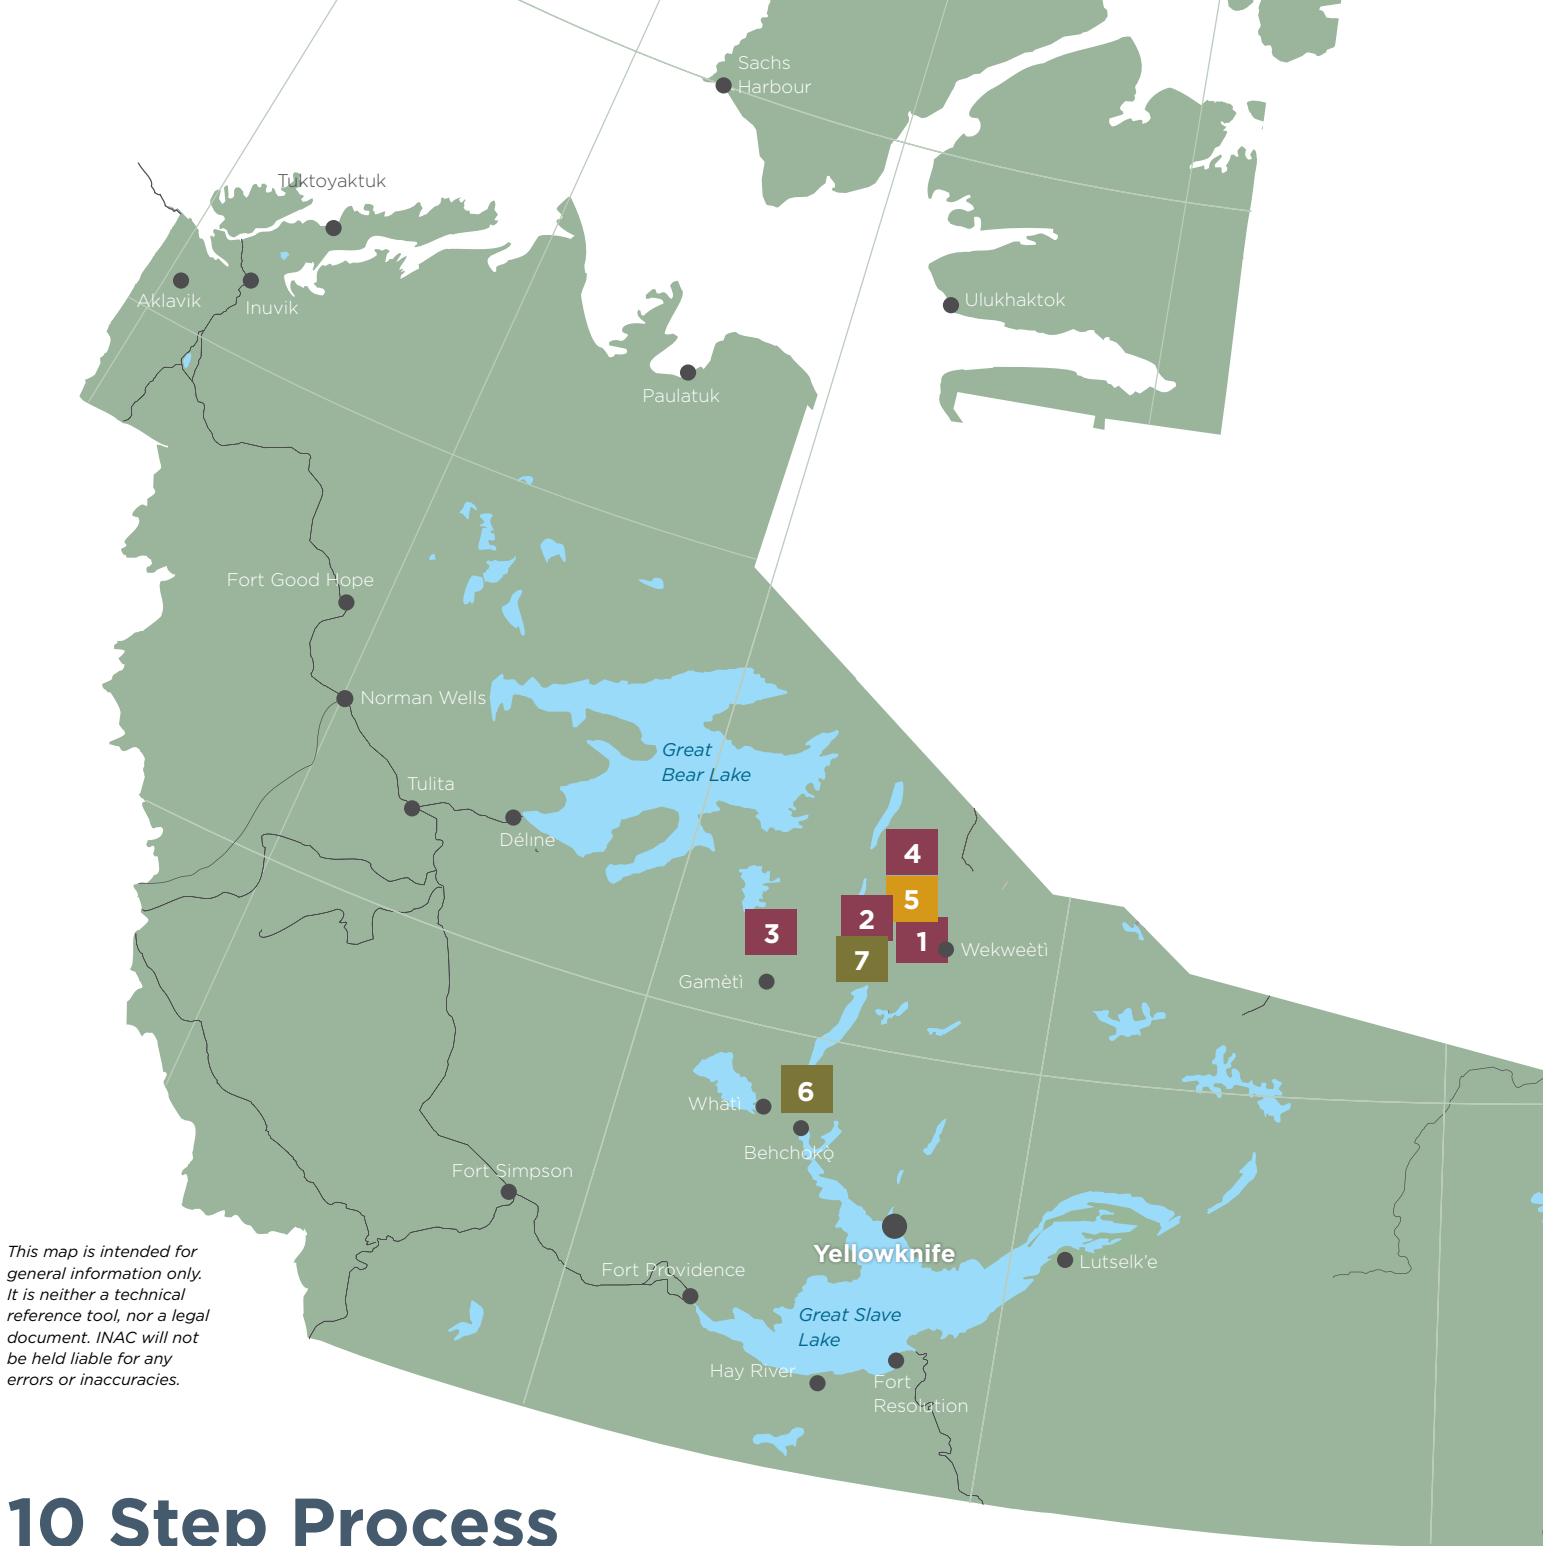 Sachs
Harbour
Tuktoyaktuk
Aklavik
Inuvik
Ulukhaktok
Paulatuk
Fort Good Hope
Norman Wells
Great
Bear Lake
Tulita
Délıne
4
5
2
3
1
7
Wekweètì
Gamètì
6
Whatì
Behchokǫ̀
Fort Simpson
Yellowknife
Lutselk'e
Fort Providence
Great Slave
Lake
Hay River
Fort
Resolution
This map is intended for
general information only.
It is neither a technical
reference tool, nor a legal
document. INAC will not
be held liable for any
errors or inaccuracies.
10 Step Process